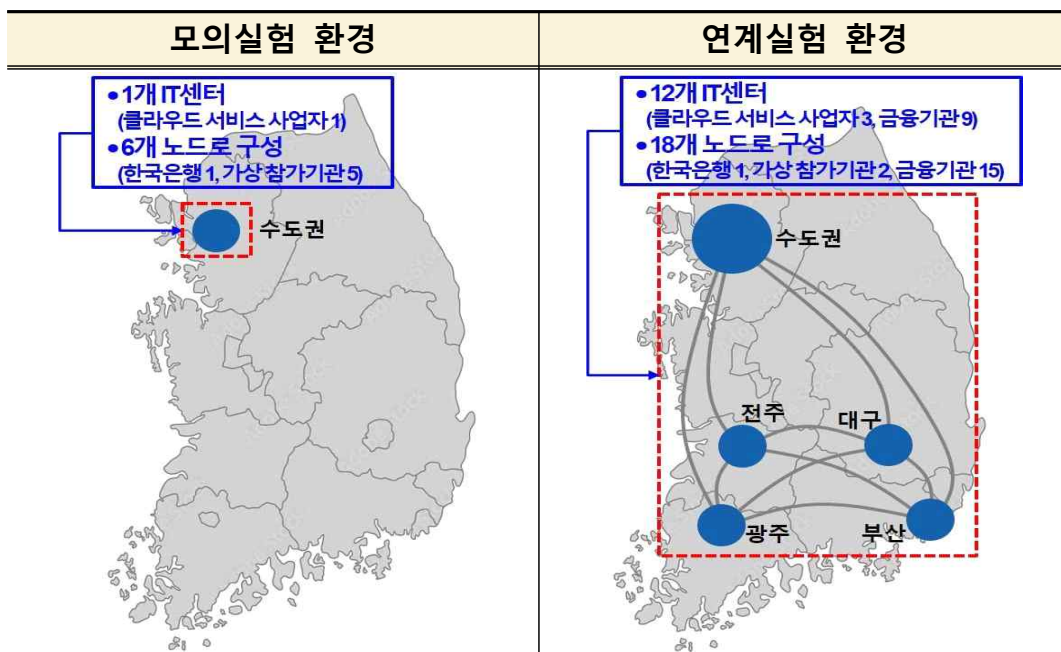 모의실험 환경
연계실험 환경
•1개 IT센터
(클라우드 서비스 사업자 1)
•6개 노드로 구성
(한국은행 1, 가상 참가기관 5)
수도권
•12개 IT센터
(클라우드 서비스 사업자 3, 금융기관 9)
•18개 노드로 구성
(한국은행 1, 가상 참가기관 2, 금융기관 15)
수도권
전주
대구
광주
부산